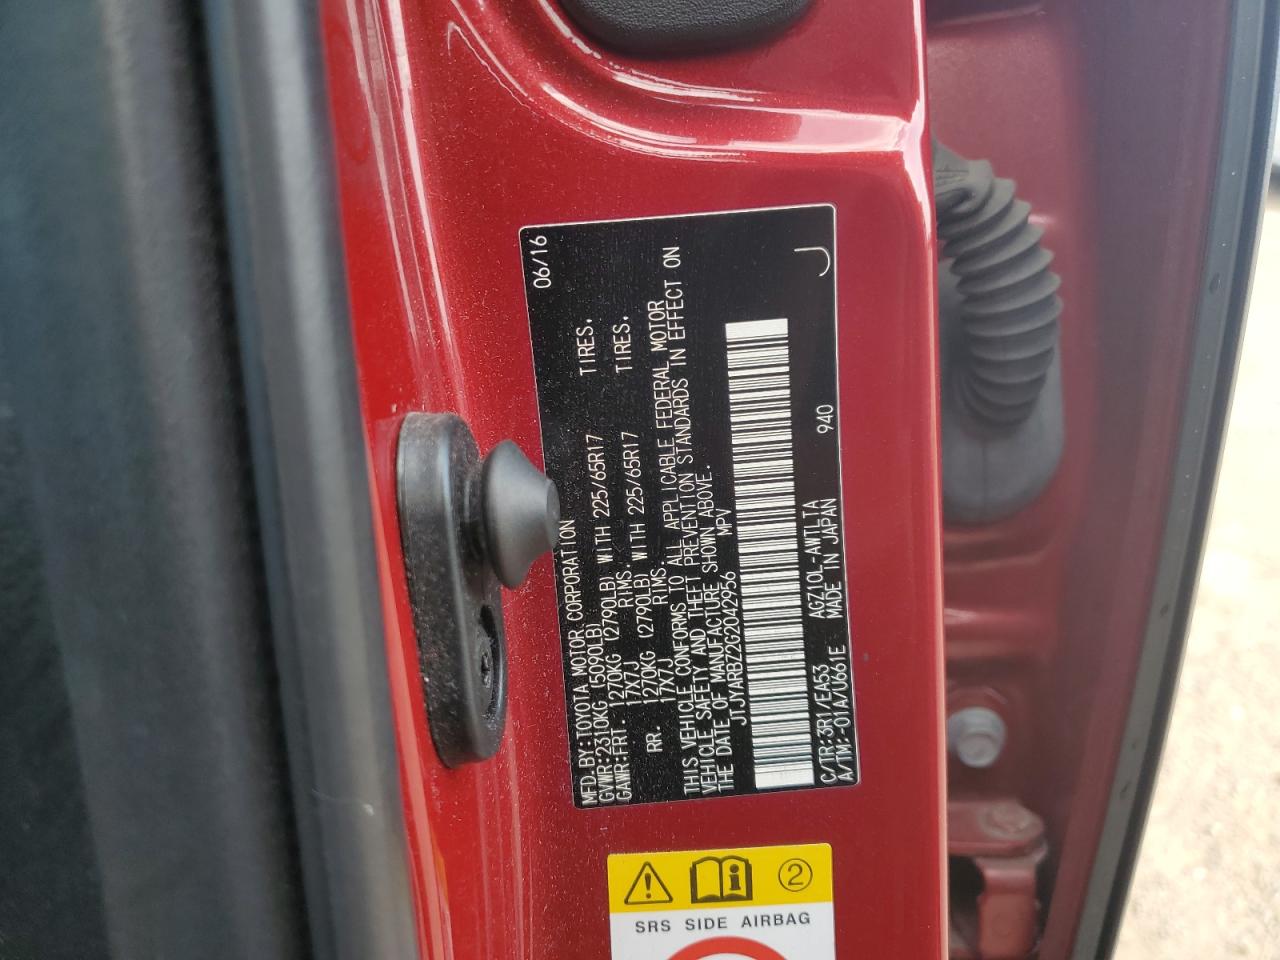 06/16
MFD.BY:TOYOTA MOTOR CORPORATION
GVWR:2310KG (5090LB)
GAWR:FRT. 1270KG (2790LB) WITH 225/65R17 TIRES.
17X7J RIMS.
RR. 1270KG (2790LB) WITH 225/65R17 TIRES.
17X7J RIMS.
THIS VEHICLE CONFORMS TO ALL APPLICABLE FEDERAL MOTOR
VEHICLE SAFETY AND THEFT PREVENTION STANDARDS IN EFFECT ON
THE DATE OF MANUFACTURE SHOWN ABOVE.
JTJYARBZ2G2042956 MPV
C/TR:3R1/EA53 AGZ10L-AWTLTA 940
A/TM:-01A/U661E MADE IN JAPAN J
2
SRS SIDE AIRBAG